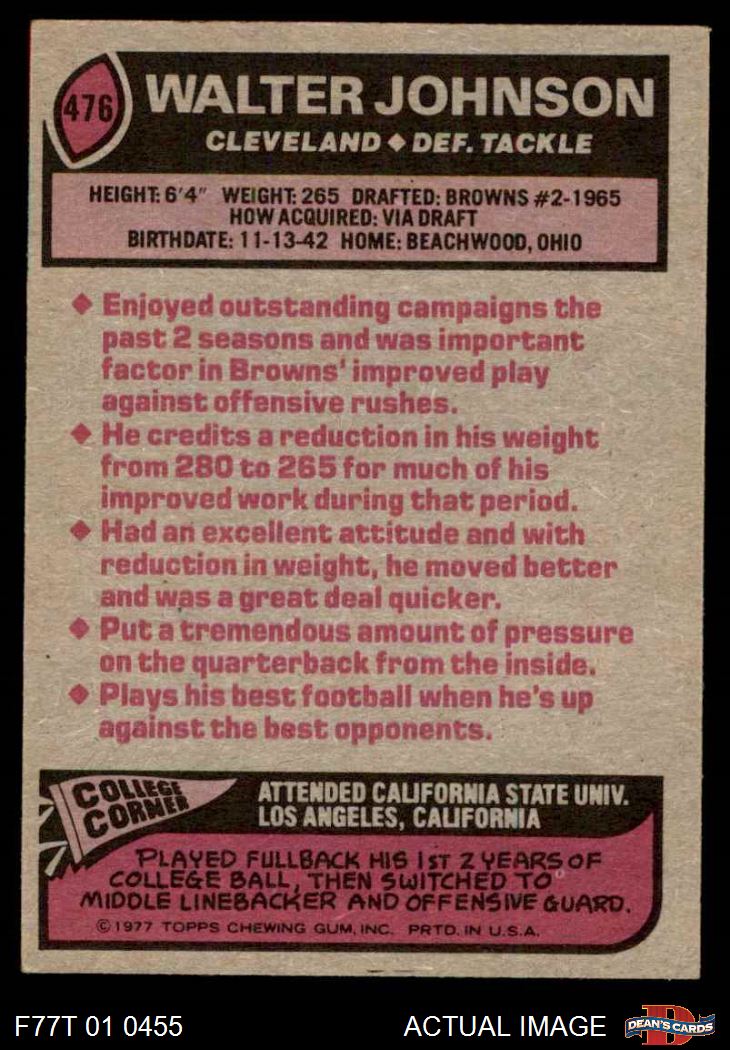 476
WALTER JOHNSON
CLEVELAND ◆ DEF. TACKLE
HEIGHT: 6'4" WEIGHT: 265 DRAFTED: BROWNS #2-1965
HOW ACQUIRED: VIA DRAFT
BIRTHDATE: 11-13-42 HOME: BEACHWOOD, OHIO
◆ Enjoyed outstanding campaigns the
past 2 seasons and was important
factor in Browns' improved play
against offensive rushes.
◆ He credits a reduction in his weight
from 280 to 265 for much of his
improved work during that period.
◆ Had an excellent attitude and with
reduction in weight, he moved better
and was a great deal quicker.
◆ Put a tremendous amount of pressure
on the quarterback from the inside.
◆ Plays his best football when he's up
against the best opponents.
COLLEGE
CORNER
ATTENDED CALIFORNIA STATE UNIV.
LOS ANGELES, CALIFORNIA
PLAYED FULLBACK HIS 1ST 2 YEARS OF
COLLEGE BALL, THEN SWITCHED TO
MIDDLE LINEBACKER AND OFFENSIVE GUARD.
©1977 TOPPS CHEWING GUM, INC. PRTD. IN U.S.A.
F77T 01 0455
ACTUAL IMAGE
D
DEAN'S CARDS